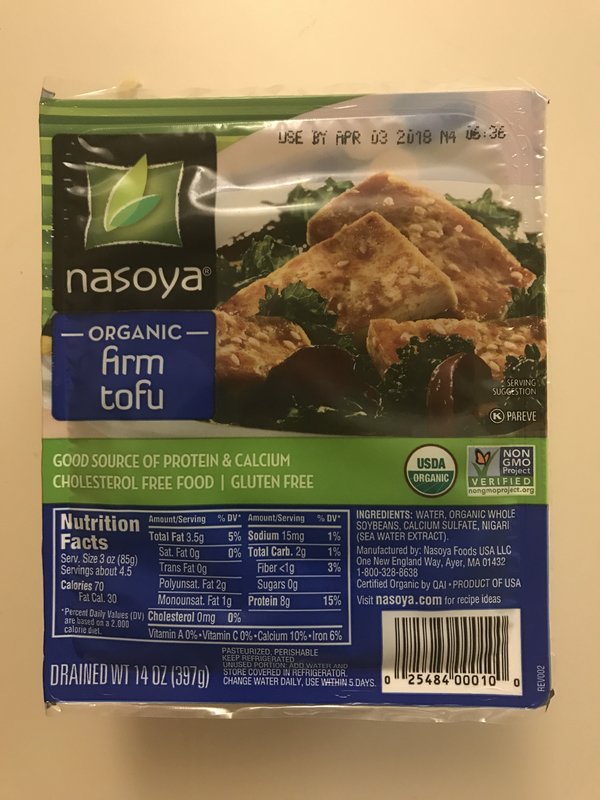 USE BY APR 03 2018 N4 06:36
nasoya®
ORGANIC
firm
tofu
SERVING
SUGGESTION
K PAREVE
GOOD SOURCE OF PROTEIN & CALCIUM
CHOLESTEROL FREE FOOD | GLUTEN FREE
USDA
ORGANIC
NON
GMO
Project
VERIFIED
nongmoproject.org
Nutrition
Facts
Serv. Size 3 oz (85g)
Servings about 4.5
Calories 70
Fat Cal. 30
*Percent Daily Values (DV)
are based on a 2,000
calorie diet.
Amount/Serving % DV*
Total Fat 3.5g 5%
Sat. Fat 0g 0%
Trans Fat 0g
Polyunsat. Fat 2g
Monounsat. Fat 1g
Cholesterol 0mg 0%
Amount/Serving % DV*
Sodium 15mg 1%
Total Carb. 2g 1%
Fiber <1g 3%
Sugars 0g
Protein 8g 15%
Vitamin A 0% • Vitamin C 0% • Calcium 10% • Iron 6%
INGREDIENTS: WATER, ORGANIC WHOLE
SOYBEANS, CALCIUM SULFATE, NIGARI
(SEA WATER EXTRACT).
Manufactured by: Nasoya Foods USA LLC
One New England Way, Ayer, MA 01432
1-800-328-8638
Certified Organic by QAI • PRODUCT OF USA
Visit nasoya.com for recipe ideas
DRAINED WT 14 OZ (397g)
PASTEURIZED, PERISHABLE
KEEP REFRIGERATED
UNUSED PORTION: ADD WATER AND
STORE COVERED IN REFRIGERATOR.
CHANGE WATER DAILY, USE WITHIN 5 DAYS.
0 25484 00010 0
REV002